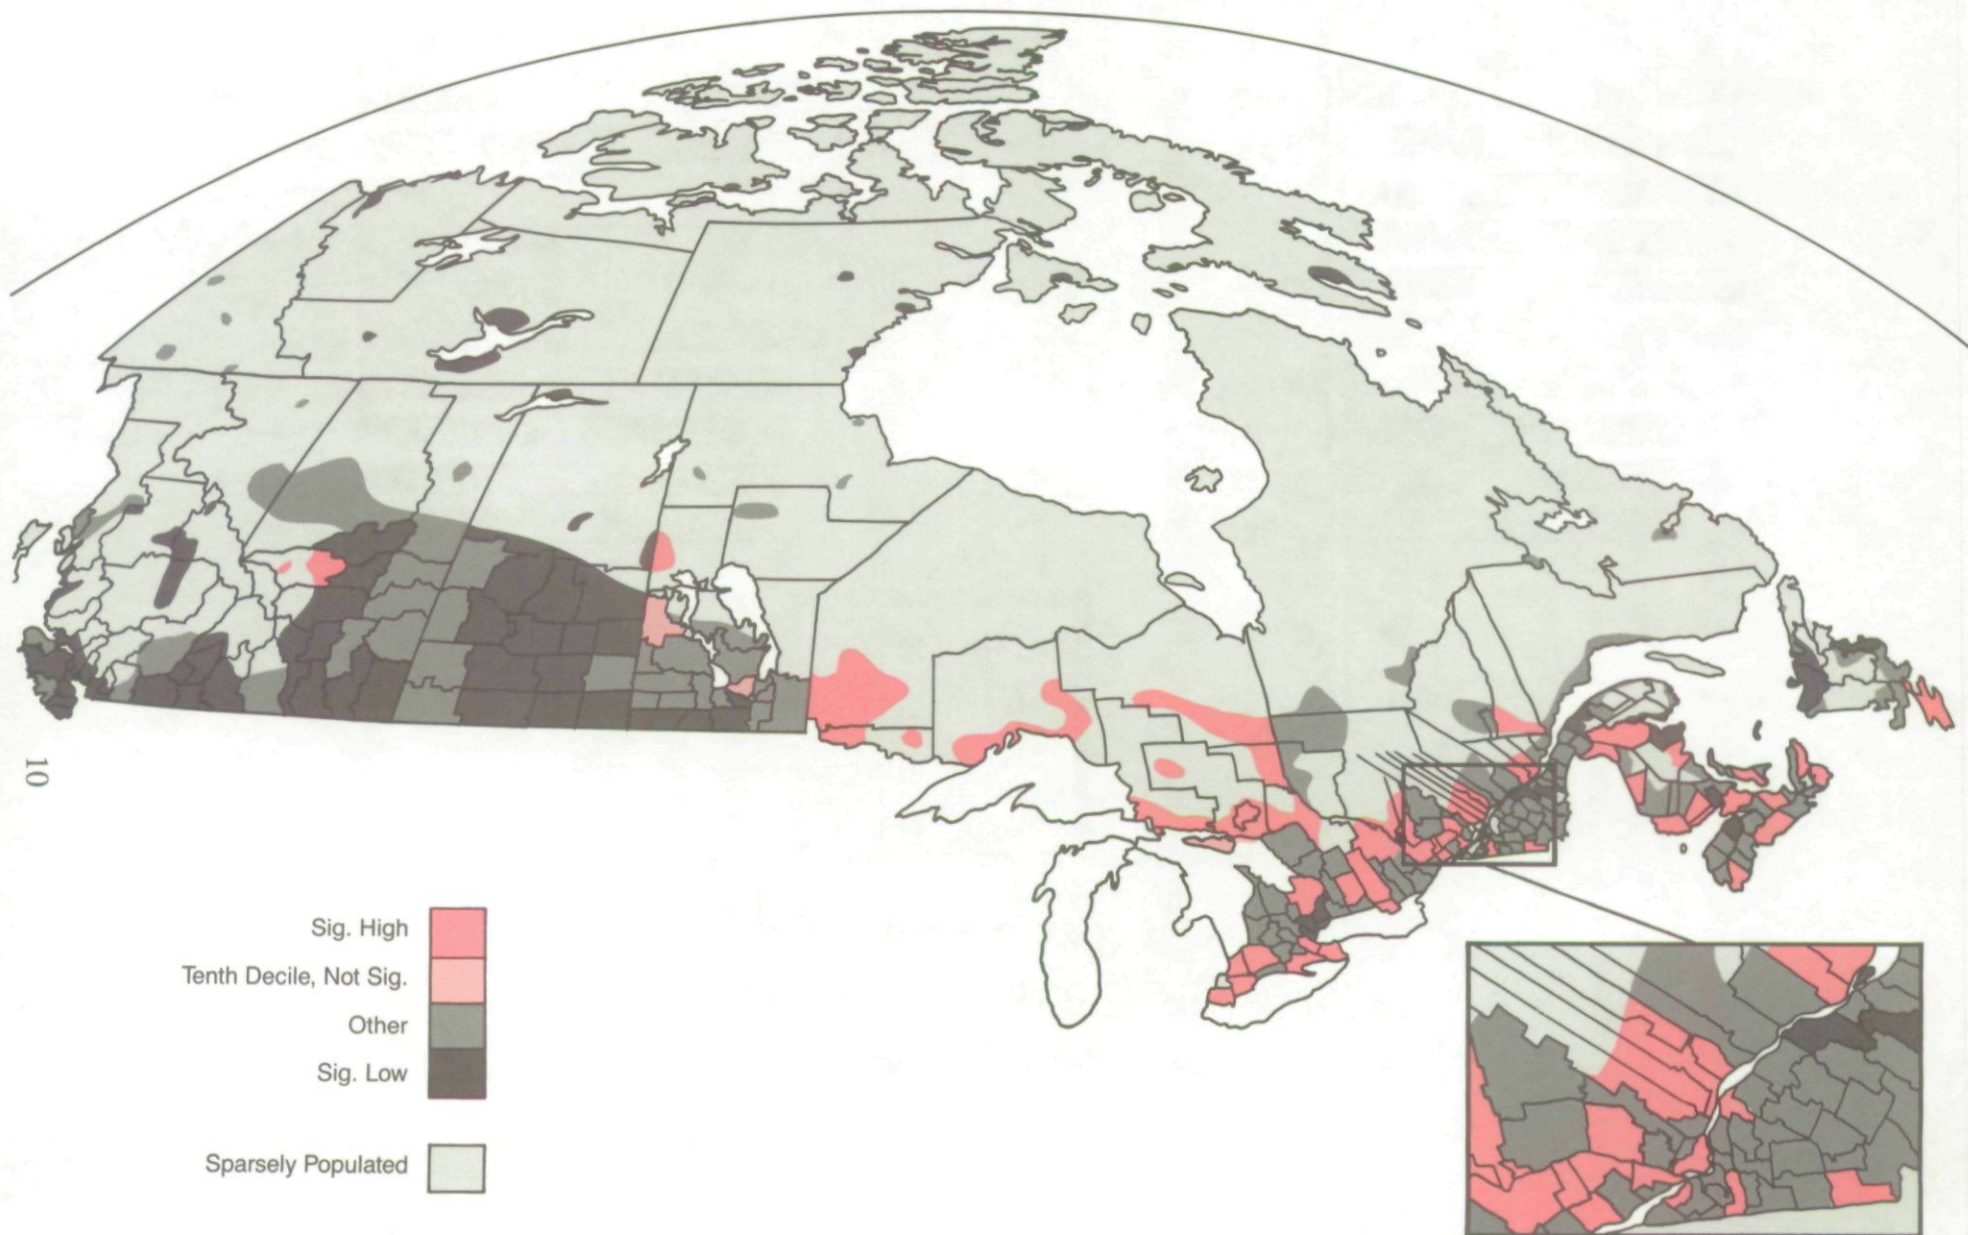 10
Sig. High
Tenth Decile, Not Sig.
Other
Sig. Low
Sparsely Populated